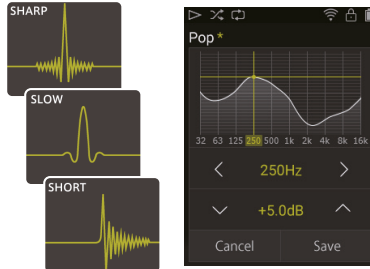 SHARP
SLOW
SHORT
Pop *
32 63 125 250 500 1k 2k 4k 8k 16k
250Hz
+5.0dB
Cancel Save